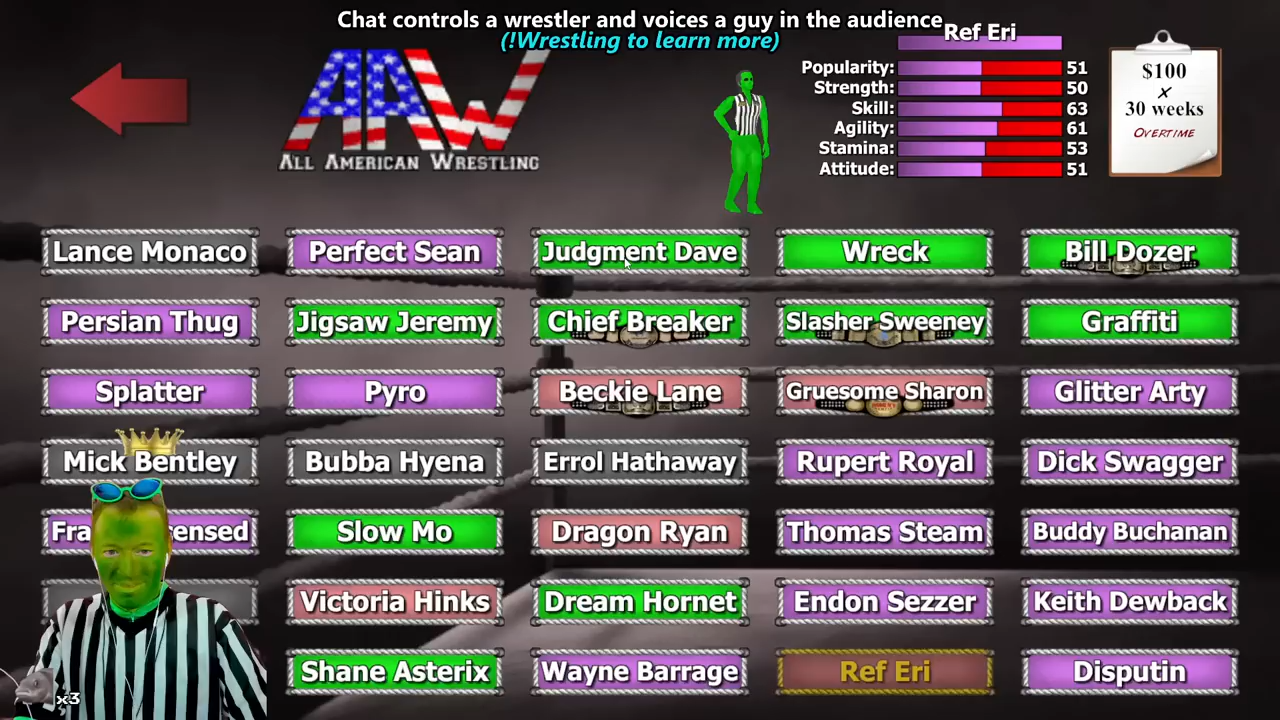 Chat controls a wrestler and voices a guy in the audience
(!Wrestling to learn more)
AAW
ALL AMERICAN WRESTLING
Ref Eri
Popularity: 51
Strength: 50
Skill: 63
Agility: 61
Stamina: 53
Attitude: 51
$100
x
30 weeks
OVERTIME
Lance Monaco
Perfect Sean
Judgment Dave
Wreck
Bill Dozer
Persian Thug
Jigsaw Jeremy
Chief Breaker
Slasher Sweeney
Graffiti
Splatter
Pyro
Beckie Lane
Gruesome Sharon
Glitter Arty
Mick Bentley
Bubba Hyena
Errol Hathaway
Rupert Royal
Dick Swagger
Slow Mo
Dragon Ryan
Thomas Steam
Buddy Buchanan
Victoria Hinks
Dream Hornet
Endon Sezzer
Keith Dewback
Shane Asterix
Wayne Barrage
Ref Eri
Disputin
x3